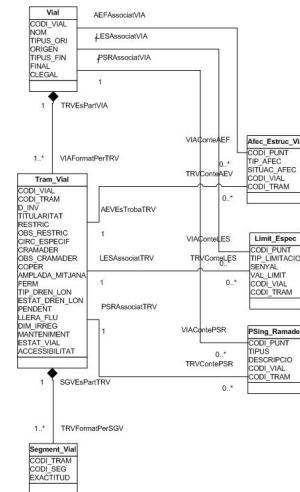 Vial
CODI_VIAL
NOM
TIPUS_ORI
ORIGEN
TIPUS_FIN
FINAL
CLEGAL
AEFAssociatVIA
LESAssociatVIA
PSRAssociatVIA
1
1
TRVEsPartVIA
1..*
VIAFormatPerTRV
VIAConteAEF
0..*
TRVConteAEV
0..*
Afec_Estruc_Via
CODI_PUNT
TIP_AFEC
SITUAC_AFEC
CODI_VIAL
CODI_TRAM
Tram_Vial
CODI_VIAL
CODI_TRAM
D_INV
TITULARITAT
RESTRIC
OBS_RESTRIC
CIRC_ESPECIF
CRAMADER
OBS_CRAMADER
COPER
AMPLADA_MITJANA
FERM
TIP_DREN_LON
ESTAT_DREN_LON
PENDENT
LLERA_FLU
DIM_IRREG
MANTENIMENT
ESTAT_VIAL
ACCESSIBILITAT
AEVEsTrobaTRV
1
LESAssociatTRV
1
PSRAssociatTRV
1
VIAConteLES
TRVConteLES
0..*
0..*
Limit_Espec
CODI_PUNT
TIP_LIMITACIO
SENYAL
VAL_LIMIT
CODI_VIAL
CODI_TRAM
VIAContePSR
0..*
TRVContePSR
0..*
PSing_Ramader
CODI_PUNT
TIPUS
DESCRIPCIO
CODI_VIAL
CODI_TRAM
1
SGVEsPartTRV
1..*
TRVFormatPerSGV
Segment_Vial
CODI_TRAM
CODI_SEG
EXACTITUD